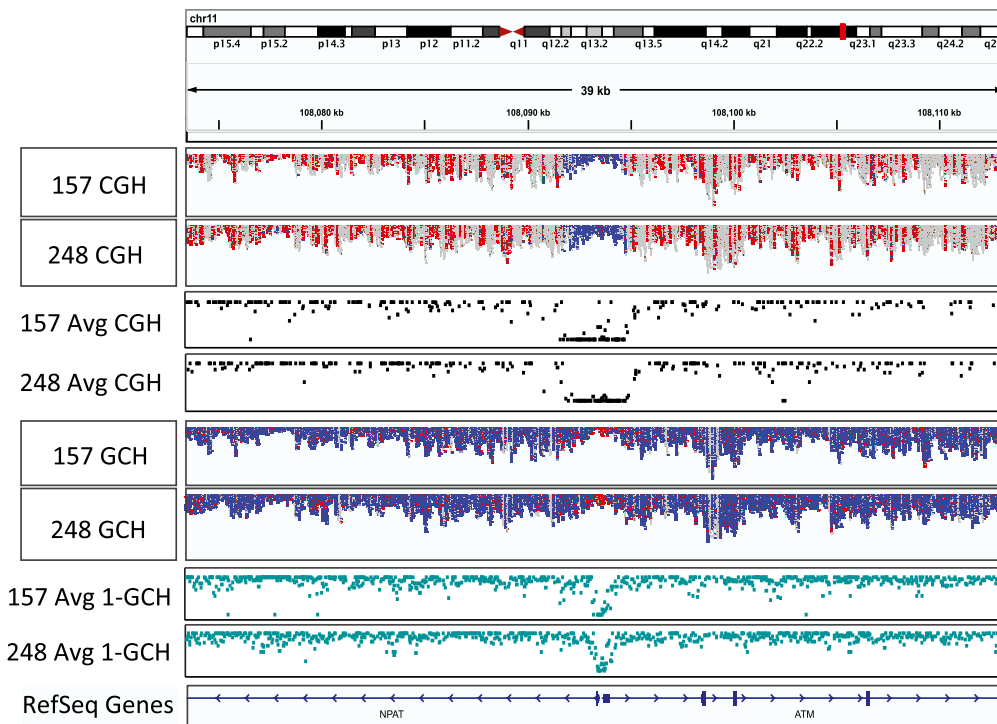 chr11
p15.4 p15.2 p14.3 p13 p12 p11.2 q11 q12.2 q13.2 q13.5 q14.2 q21 q22.2 q23.1 q23.3 q24.2 q2
39 kb
108,080 kb 108,090 kb 108,100 kb 108,110 kb
157 CGH
248 CGH
157 Avg CGH
248 Avg CGH
157 GCH
248 GCH
157 Avg 1-GCH
248 Avg 1-GCH
RefSeq Genes
NPAT ATM